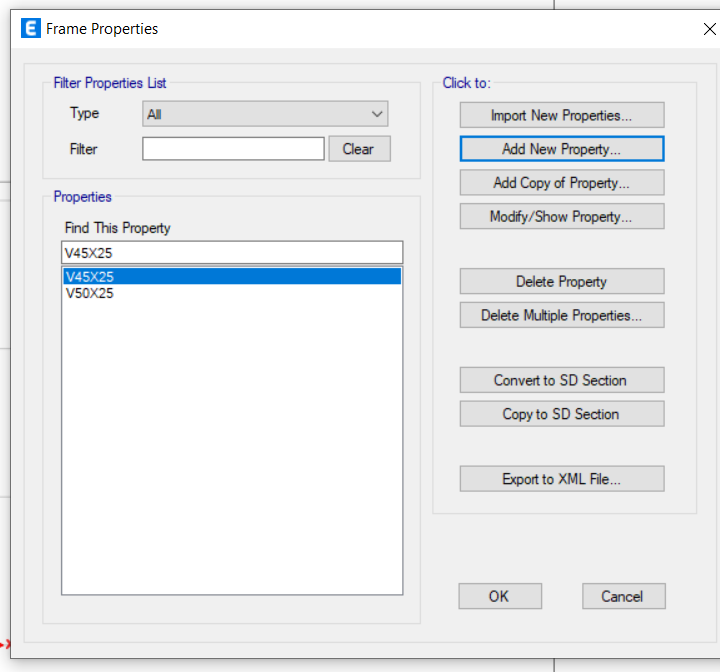 E Frame Properties
Filter Properties List
Type All
Filter Clear
Properties
Find This Property
V45X25
V45X25
V50X25
Click to:
Import New Properties...
Add New Property...
Add Copy of Property...
Modify/Show Property...
Delete Property
Delete Multiple Properties...
Convert to SD Section
Copy to SD Section
Export to XML File...
OK Cancel
X